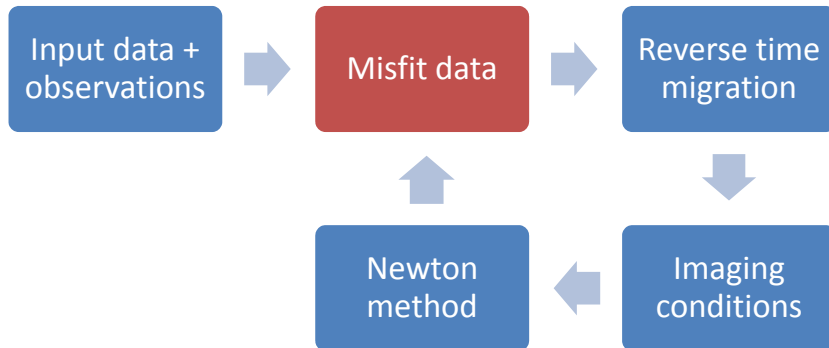 Input data +
observations
Misfit data
Reverse time
migration
Newton
method
Imaging
conditions